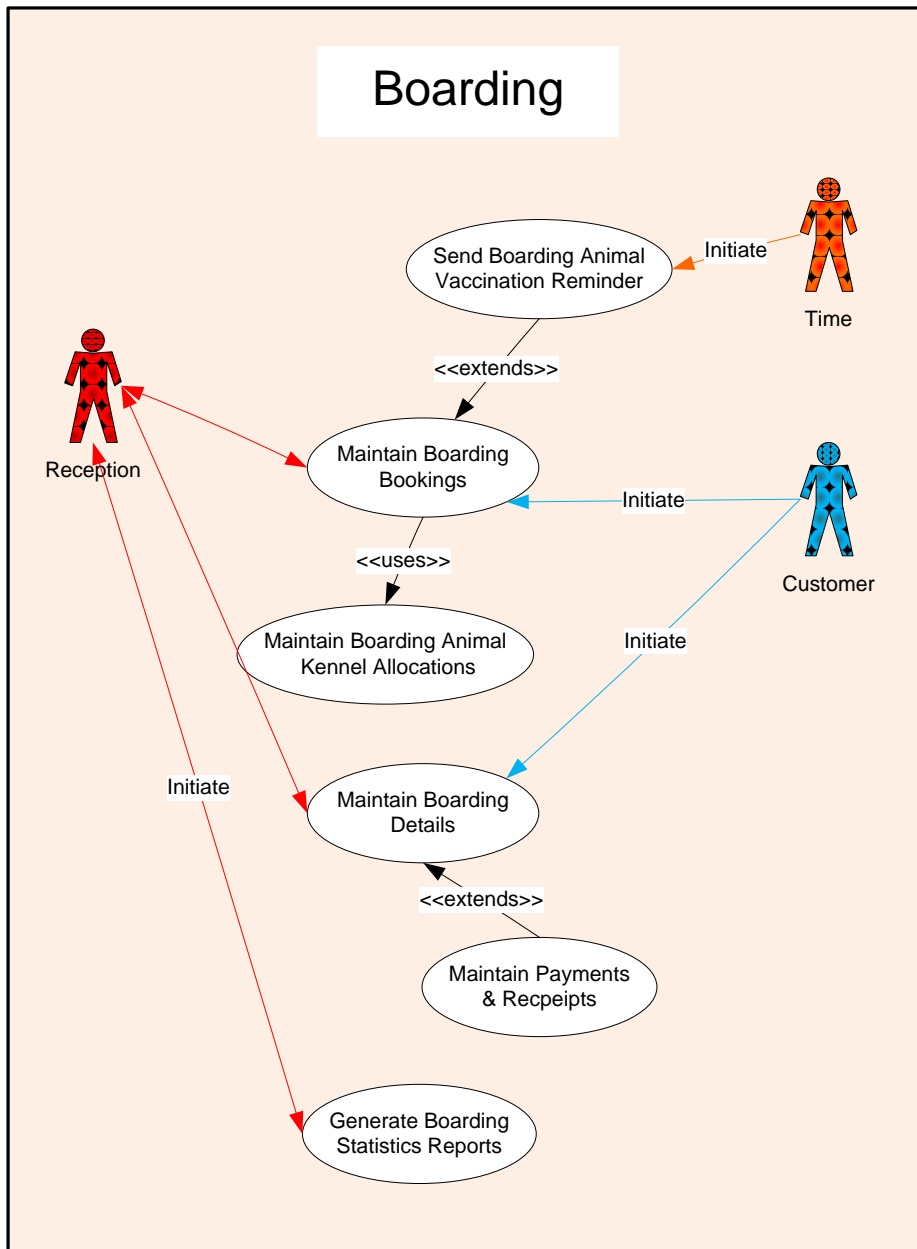 Boarding
Send Boarding Animal
Vaccination Reminder
Initiate
Time
<<extends>>
Reception
Maintain Boarding
Bookings
Initiate
Customer
<<uses>>
Maintain Boarding Animal
Kennel Allocations
Initiate
Initiate
Maintain Boarding
Details
<<extends>>
Maintain Payments
& Recpeipts
Generate Boarding
Statistics Reports